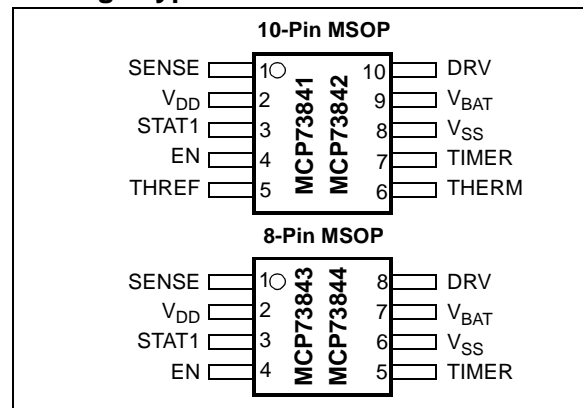 10-Pin MSOP
SENSE 1 10 DRV
VDD 2 9 VBAT
STAT1 3 8 VSS
EN 4 7 TIMER
THREF 5 6 THERM
MCP73841
MCP73842
8-Pin MSOP
SENSE 1 8 DRV
VDD 2 7 VBAT
STAT1 3 6 VSS
EN 4 5 TIMER
MCP73843
MCP73844